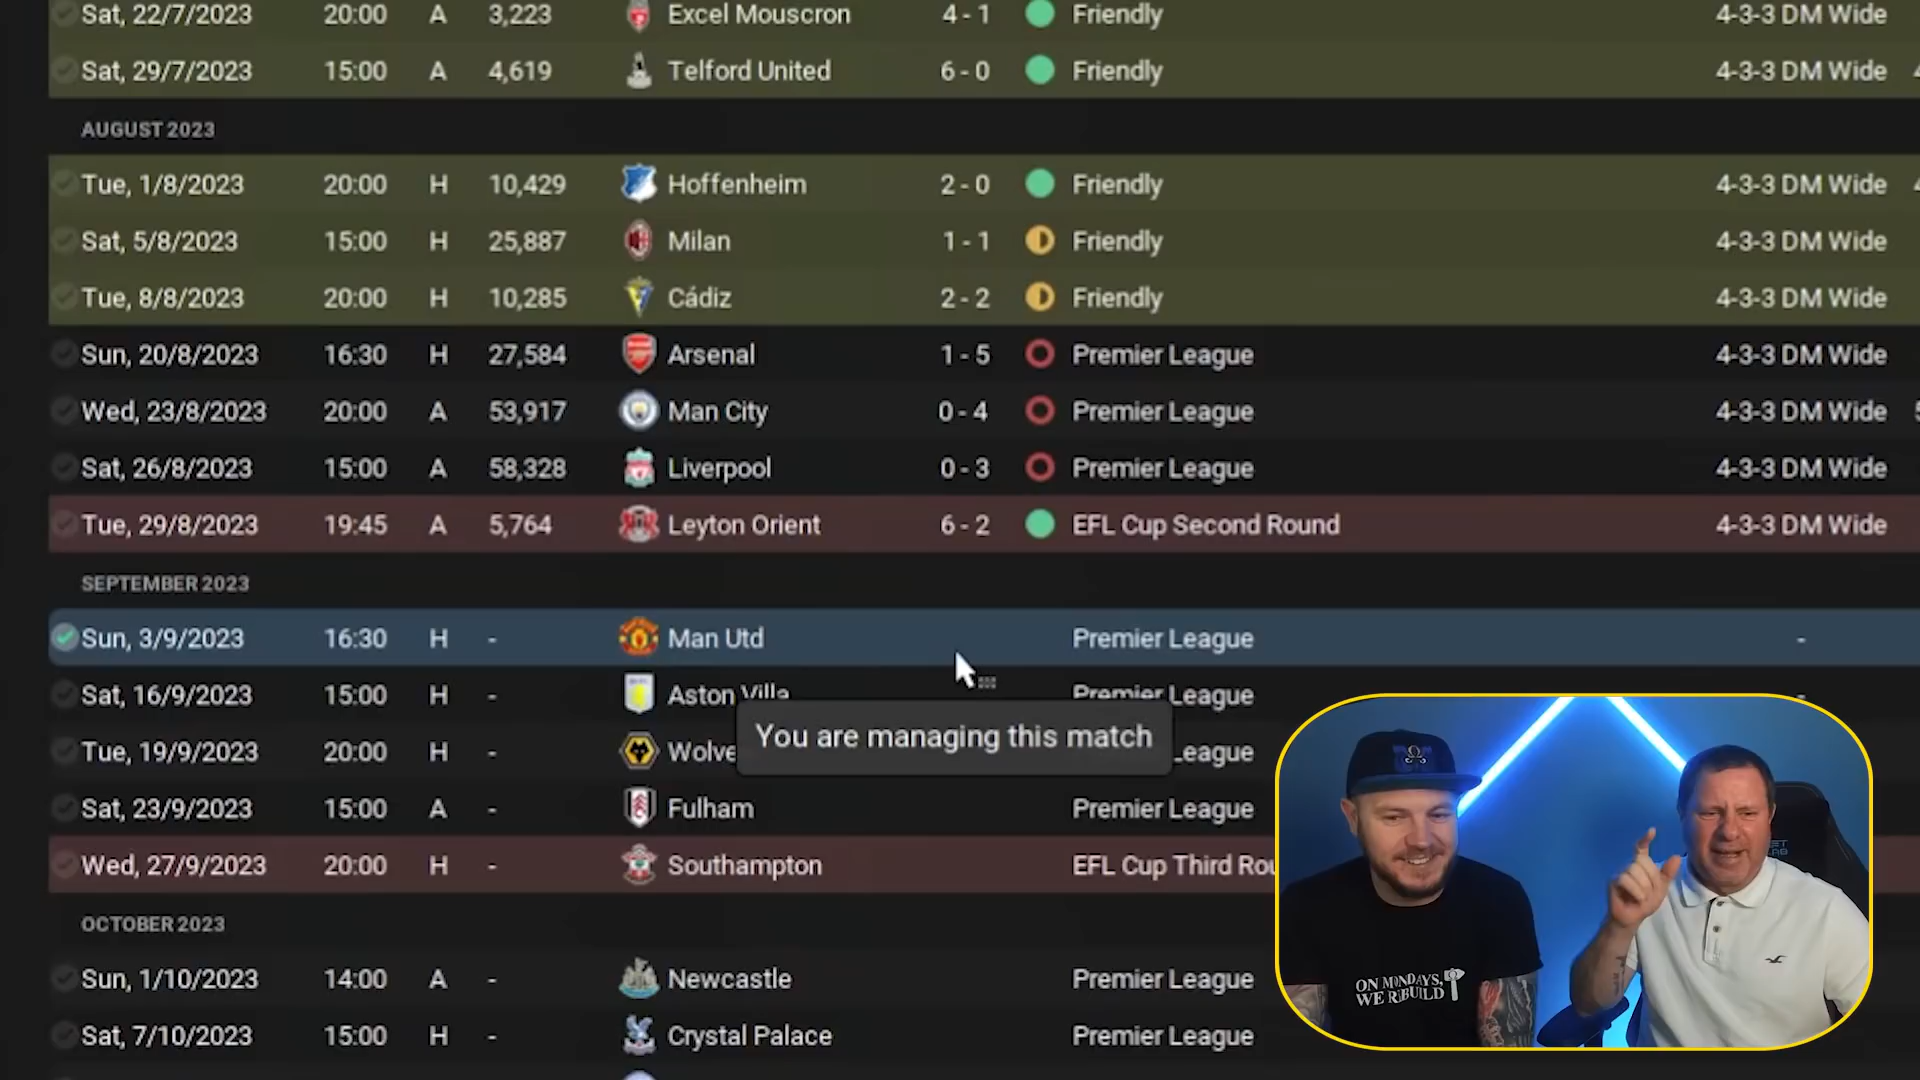 Sat, 22/7/2023 20:00 A 3,223 Excel Mouscron 4 - 1 Friendly 4-3-3 DM Wide
Sat, 29/7/2023 15:00 A 4,619 Telford United 6 - 0 Friendly 4-3-3 DM Wide
AUGUST 2023
Tue, 1/8/2023 20:00 H 10,429 Hoffenheim 2 - 0 Friendly 4-3-3 DM Wide
Sat, 5/8/2023 15:00 H 25,887 Milan 1 - 1 Friendly 4-3-3 DM Wide
Tue, 8/8/2023 20:00 H 10,285 Cádiz 2 - 2 Friendly 4-3-3 DM Wide
Sun, 20/8/2023 16:30 H 27,584 Arsenal 1 - 5 Premier League 4-3-3 DM Wide
Wed, 23/8/2023 20:00 A 53,917 Man City 0 - 4 Premier League 4-3-3 DM Wide
Sat, 26/8/2023 15:00 A 58,328 Liverpool 0 - 3 Premier League 4-3-3 DM Wide
Tue, 29/8/2023 19:45 A 5,764 Leyton Orient 6 - 2 EFL Cup Second Round 4-3-3 DM Wide
SEPTEMBER 2023
Sun, 3/9/2023 16:30 H - Man Utd Premier League -
Sat, 16/9/2023 15:00 H - Aston Villa Premier League -
You are managing this match
Tue, 19/9/2023 20:00 H - Wolve League
Sat, 23/9/2023 15:00 A - Fulham Premier League
Wed, 27/9/2023 20:00 H - Southampton EFL Cup Third Rou
OCTOBER 2023
Sun, 1/10/2023 14:00 A - Newcastle Premier League
Sat, 7/10/2023 15:00 H - Crystal Palace Premier League
ON MONDAYS,
WE REBUILD